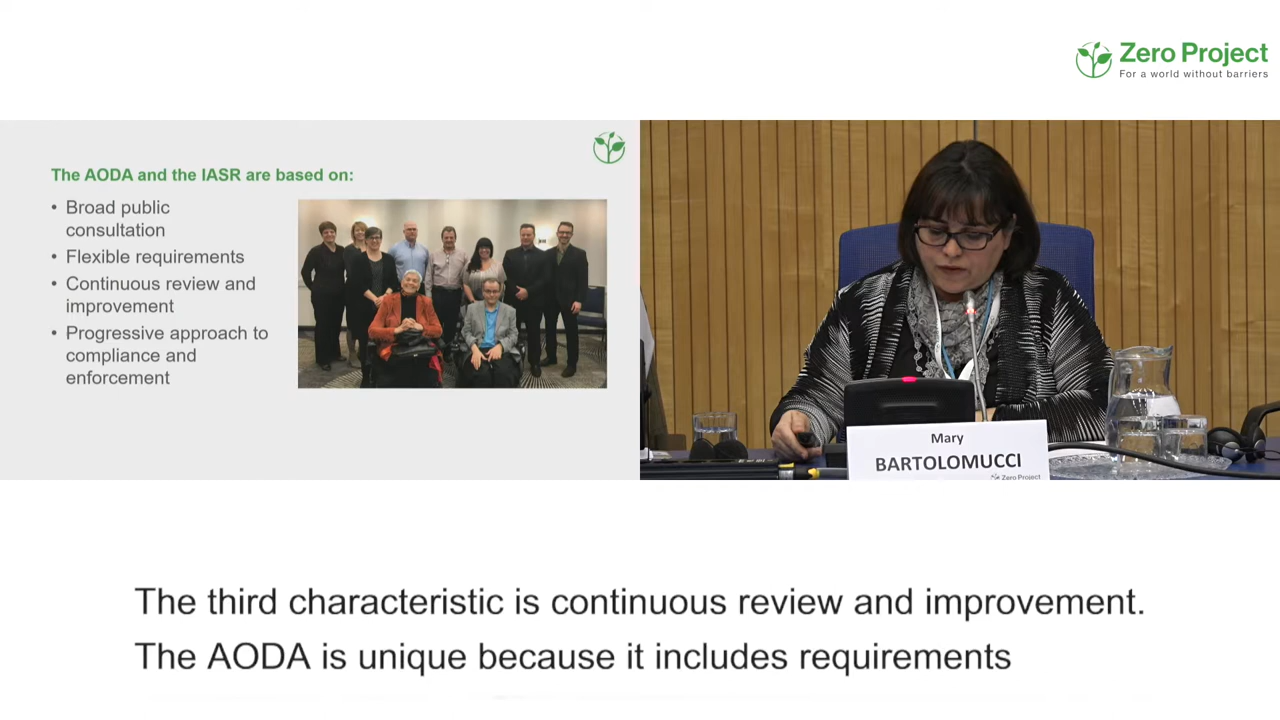 Zero Project
For a world without barriers
The AODA and the IASR are based on:
• Broad public
consultation
• Flexible requirements
• Continuous review and
improvement
• Progressive approach to
compliance and
enforcement
Mary
BARTOLOMUCCI
Zero Project
The third characteristic is continuous review and improvement.
The AODA is unique because it includes requirements